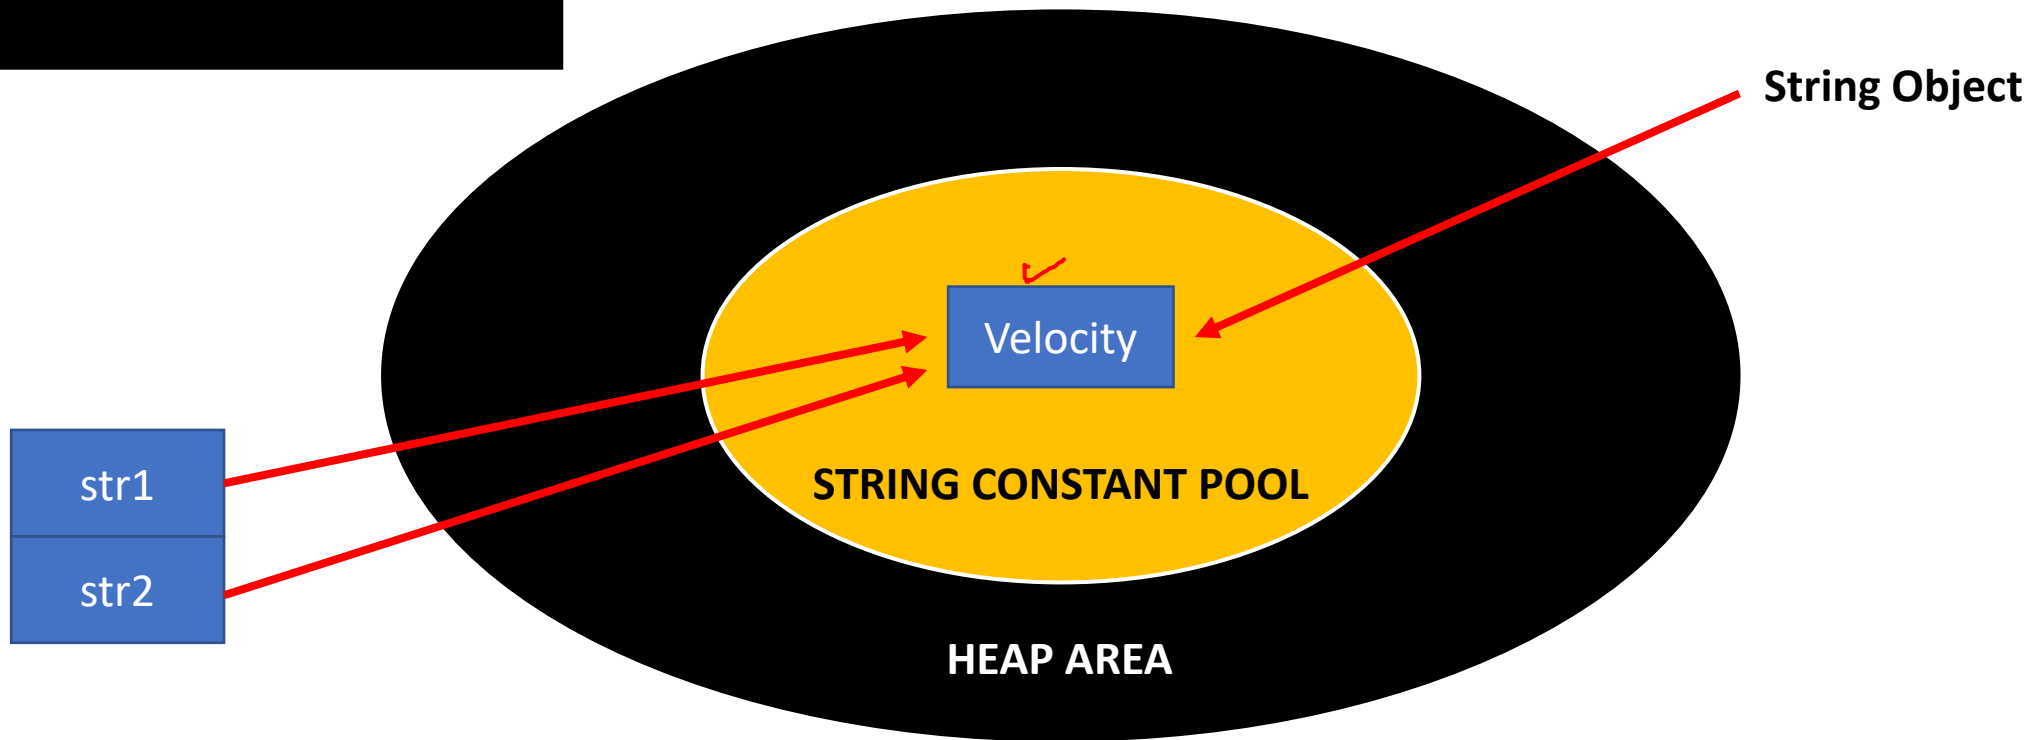 String Object
Velocity
STRING CONSTANT POOL
str1
str2
HEAP AREA